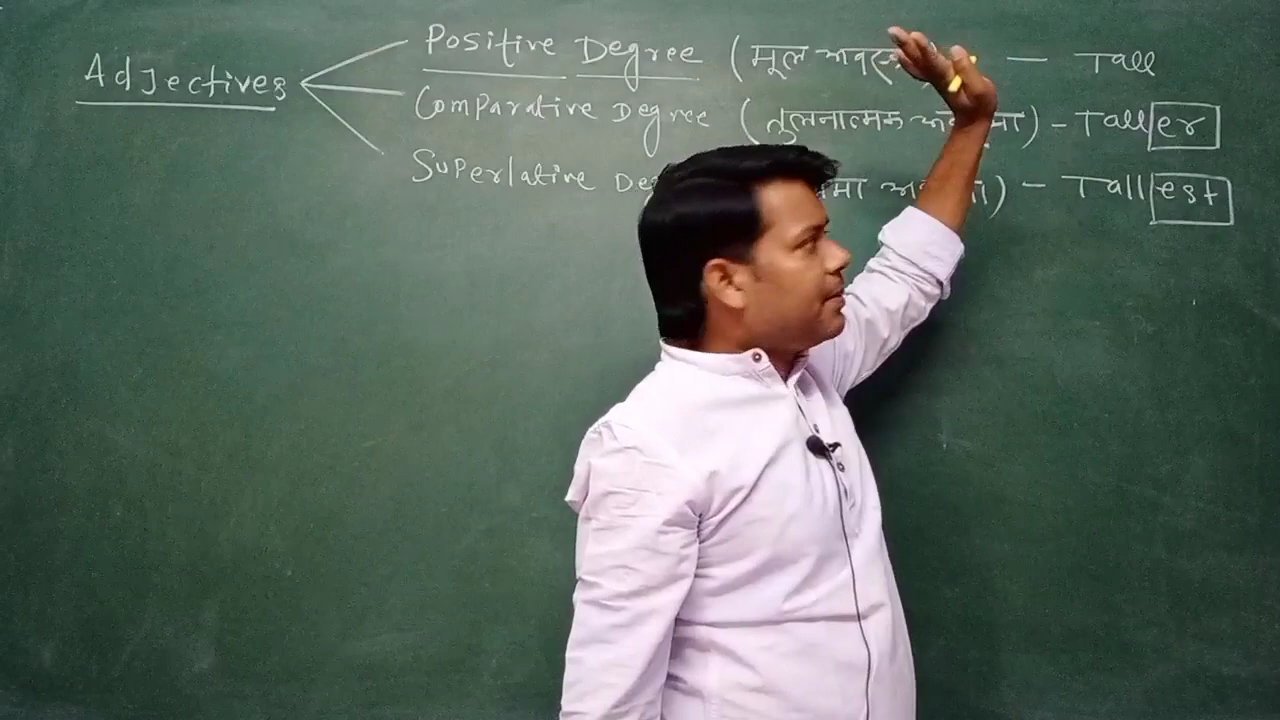 Adjectives
Positive Degree (मूल — Tall
Comparative Degree (तुलनात्मक - Taller
Superlative - Tallest